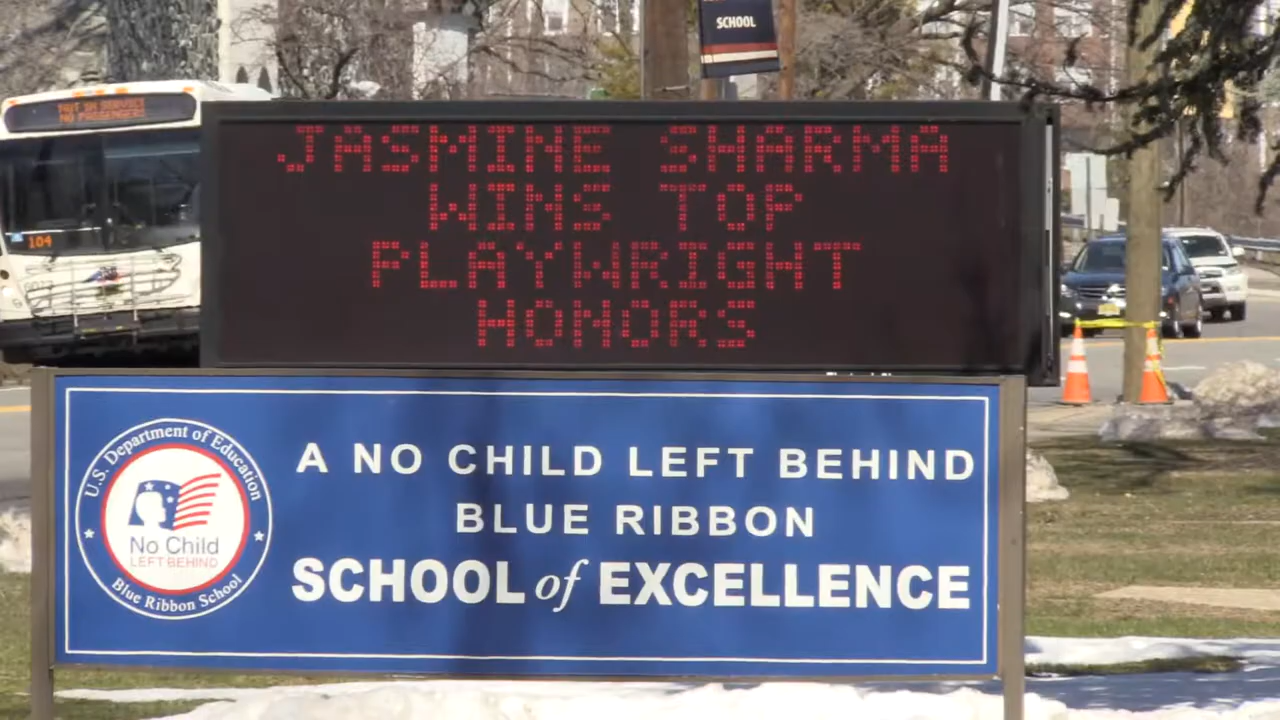 SCHOOL
NOT IN SERVICE
NO PASSENGERS
104
JASMINE SHARMA
WINS TOP
PLAYWRIGHT
HONORS
U.S. Department of Education
No Child
LEFT BEHIND
Blue Ribbon School
A NO CHILD LEFT BEHIND
BLUE RIBBON
SCHOOL of EXCELLENCE